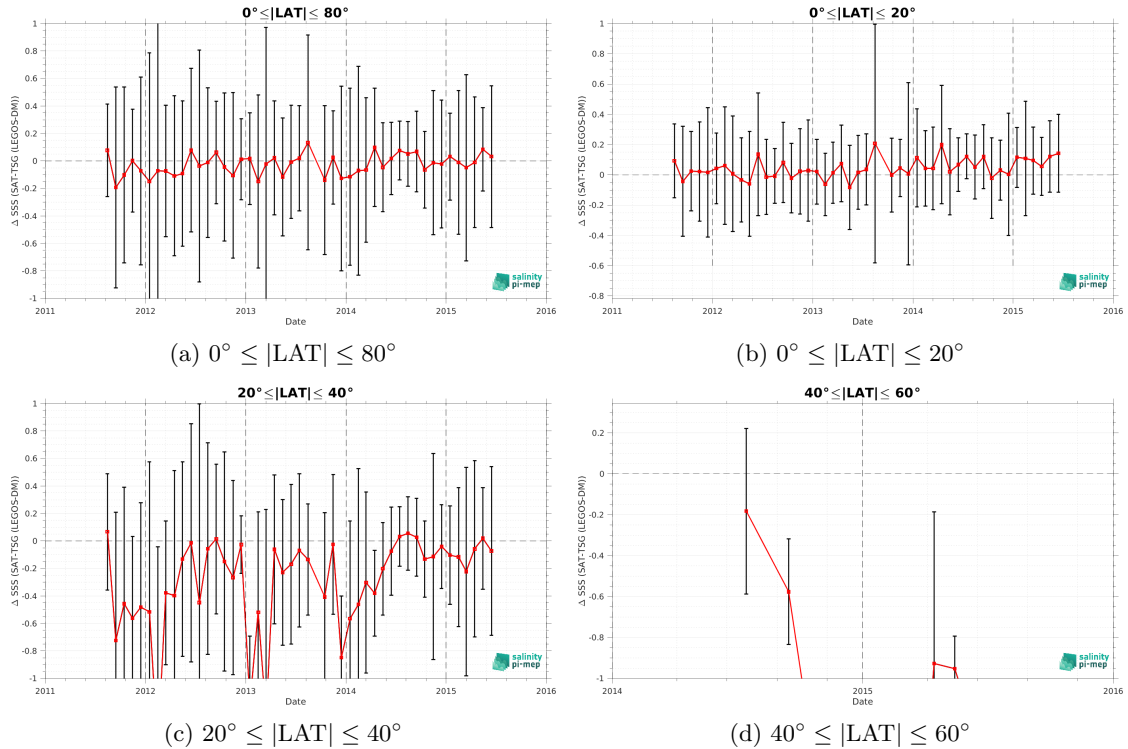 0°≤|LAT|≤ 80°
Δ SSS (SAT-TSG (LEGOS-DM))
1
0.8
0.6
0.4
0.2
0
-0.2
-0.4
-0.6
-0.8
-1
2011 2012 2013 2014 2015 2016
Date
salinity
pi-mep
(a) 0° ≤ |LAT| ≤ 80°
0°≤|LAT|≤ 20°
Δ SSS (SAT-TSG (LEGOS-DM))
1
0.8
0.6
0.4
0.2
0
-0.2
-0.4
-0.6
-0.8
2011 2012 2013 2014 2015 2016
Date
salinity
pi-mep
(b) 0° ≤ |LAT| ≤ 20°
20°≤|LAT|≤ 40°
Δ SSS (SAT-TSG (LEGOS-DM))
1
0.8
0.6
0.4
0.2
0
-0.2
-0.4
-0.6
-0.8
-1
2011 2012 2013 2014 2015 2016
Date
salinity
pi-mep
(c) 20° ≤ |LAT| ≤ 40°
40°≤|LAT|≤ 60°
Δ SSS (SAT-TSG (LEGOS-DM))
0.2
0
-0.2
-0.4
-0.6
-0.8
-1
2014 2015 2016
Date
salinity
pi-mep
(d) 40° ≤ |LAT| ≤ 60°